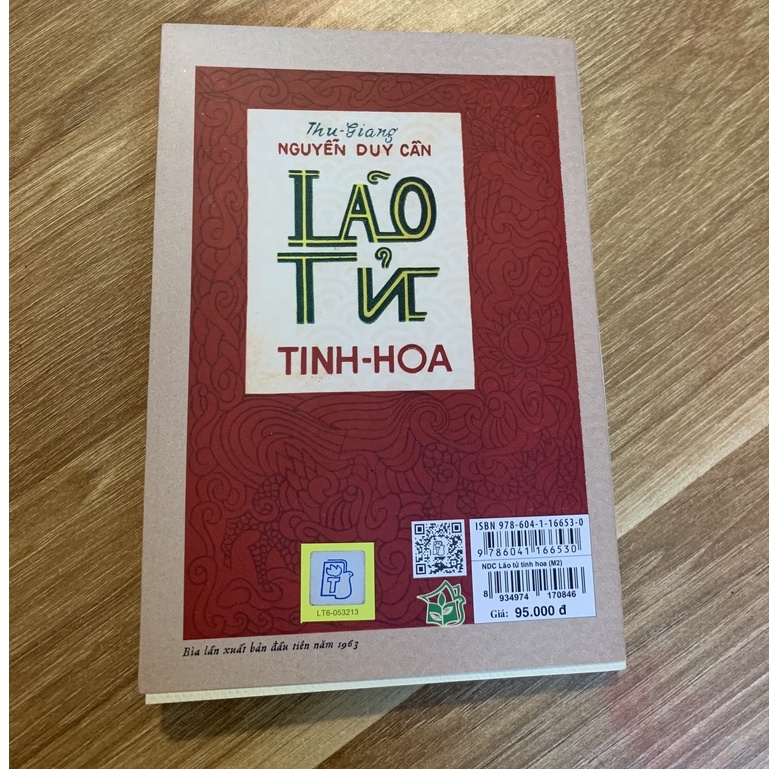 Thu-Giang
NGUYỄN DUY CẦN
LÃO
TỬ
TINH-HOA
ISBN 978-604-1-16653-0
9 786041 166530
NDC Lão tử tinh hoa (M2)
8 934974 170846
Giá: 95.000 đ
T
LT6-053213
Bìa lần xuất bản đầu tiên năm 1963